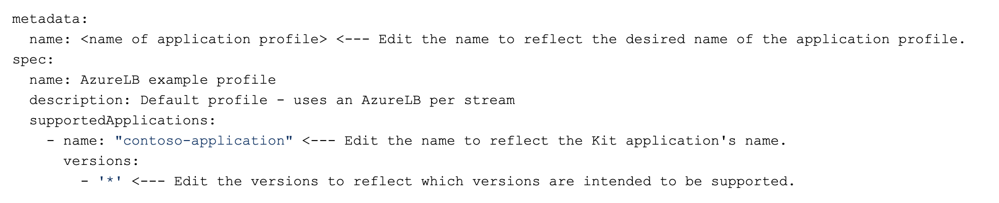 metadata:
  name: <name of application profile> <--- Edit the name to reflect the desired name of the application profile.
spec:
  name: AzureLB example profile
  description: Default profile - uses an AzureLB per stream
  supportedApplications:
    - name: "contoso-application" <--- Edit the name to reflect the Kit application's name.
      versions:
        - '*' <--- Edit the versions to reflect which versions are intended to be supported.